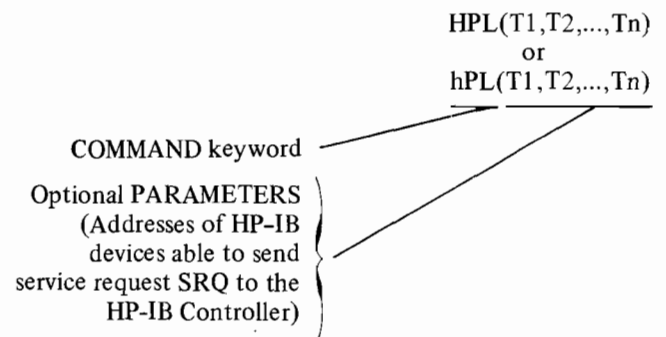 HPL(T1,T2,...,Tn)
or
hPL(T1,T2,...,Tn)
COMMAND keyword
Optional PARAMETERS
(Addresses of HP-IB
devices able to send
service request SRQ to the
HP-IB Controller)